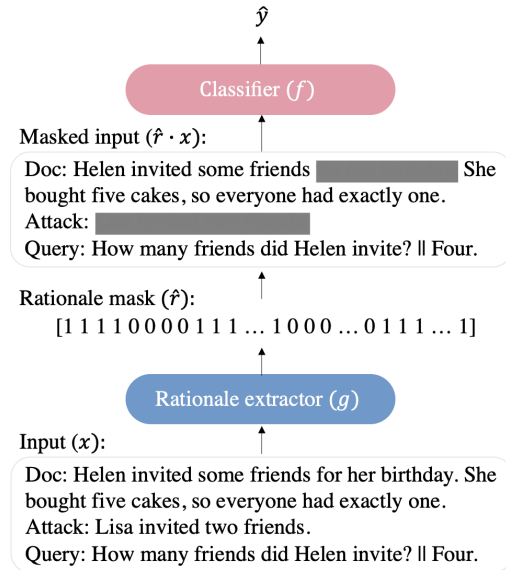 ŷ
Classifier (f)
Masked input (r̂ · x):
Doc: Helen invited some friends She
bought five cakes, so everyone had exactly one.
Attack:
Query: How many friends did Helen invite? || Four.
Rationale mask (r̂):
[1 1 1 1 0 0 0 0 1 1 1 … 1 0 0 0 … 0 1 1 1 … 1]
Rationale extractor (g)
Input (x):
Doc: Helen invited some friends for her birthday. She
bought five cakes, so everyone had exactly one.
Attack: Lisa invited two friends.
Query: How many friends did Helen invite? || Four.